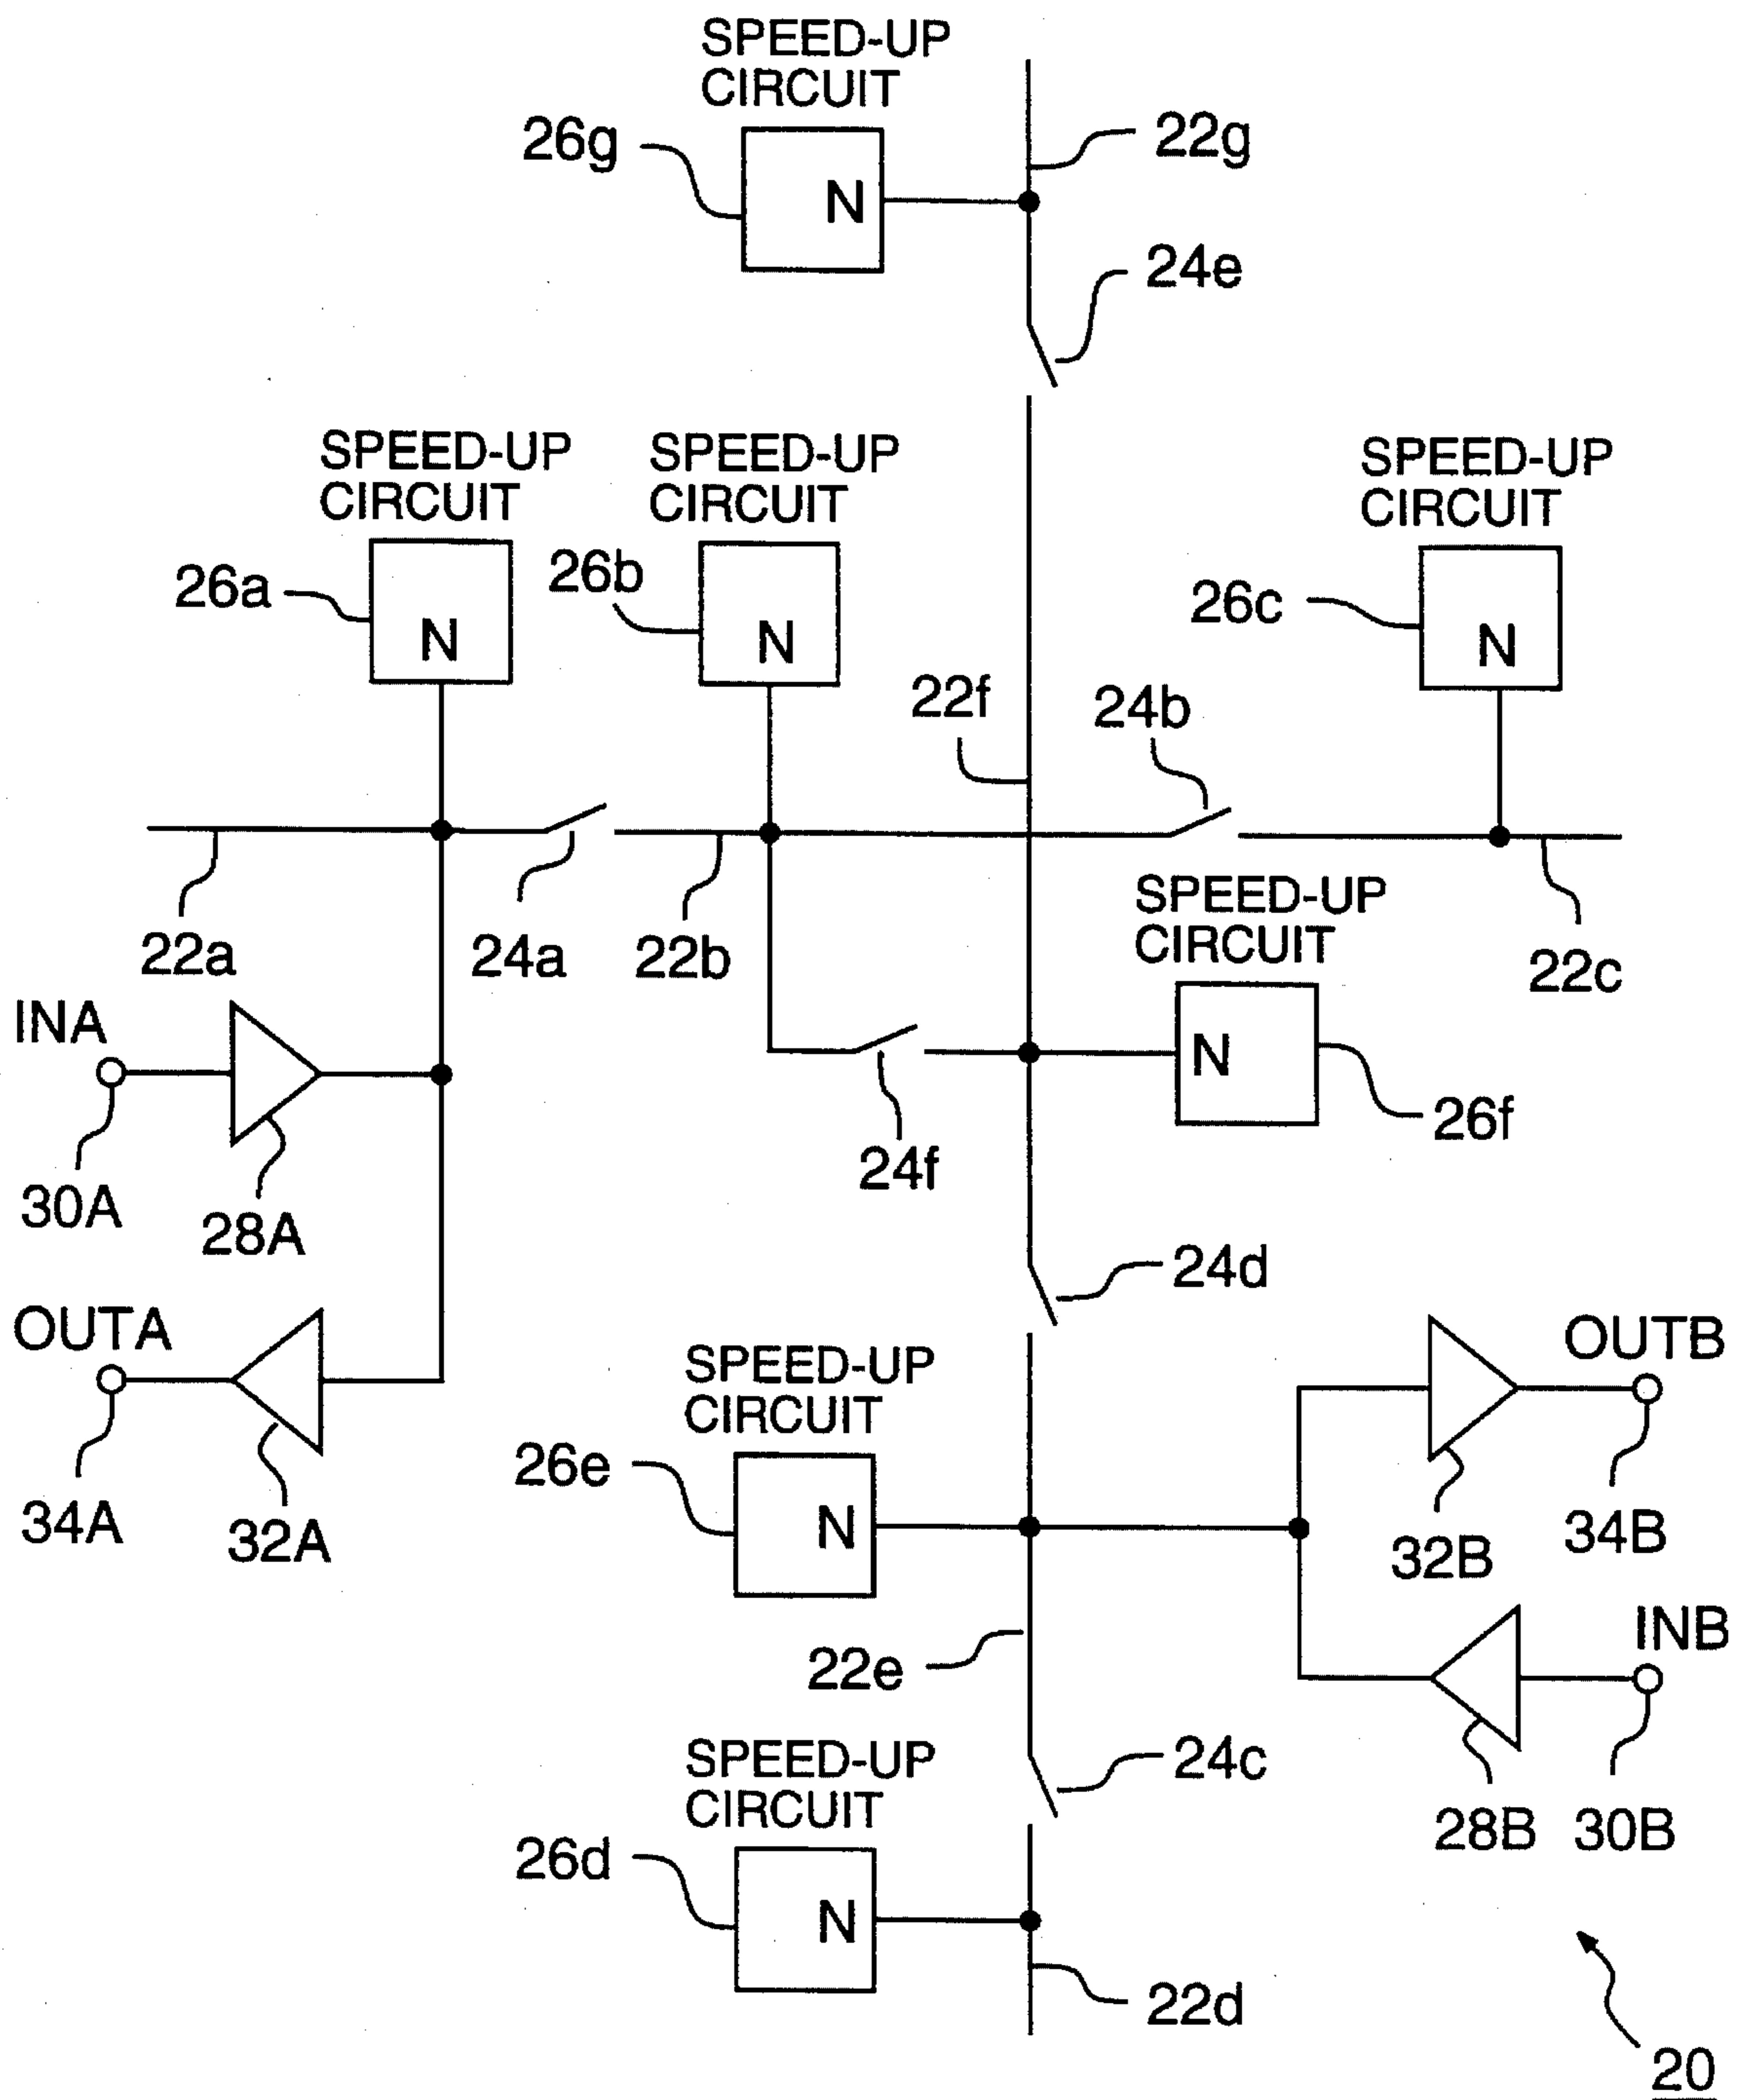 SPEED-UP
CIRCUIT
26g
N
22g
24e
SPEED-UP
CIRCUIT
SPEED-UP
CIRCUIT
SPEED-UP
CIRCUIT
26a
N
26b
N
26c
N
22f
24b
22a
24a
22b
SPEED-UP
CIRCUIT
22c
INA
N
26f
30A
28A
24f
24d
OUTA
OUTB
SPEED-UP
CIRCUIT
26e
N
34A
32A
32B
34B
22e
INB
SPEED-UP
CIRCUIT
24c
28B
30B
26d
N
22d
20